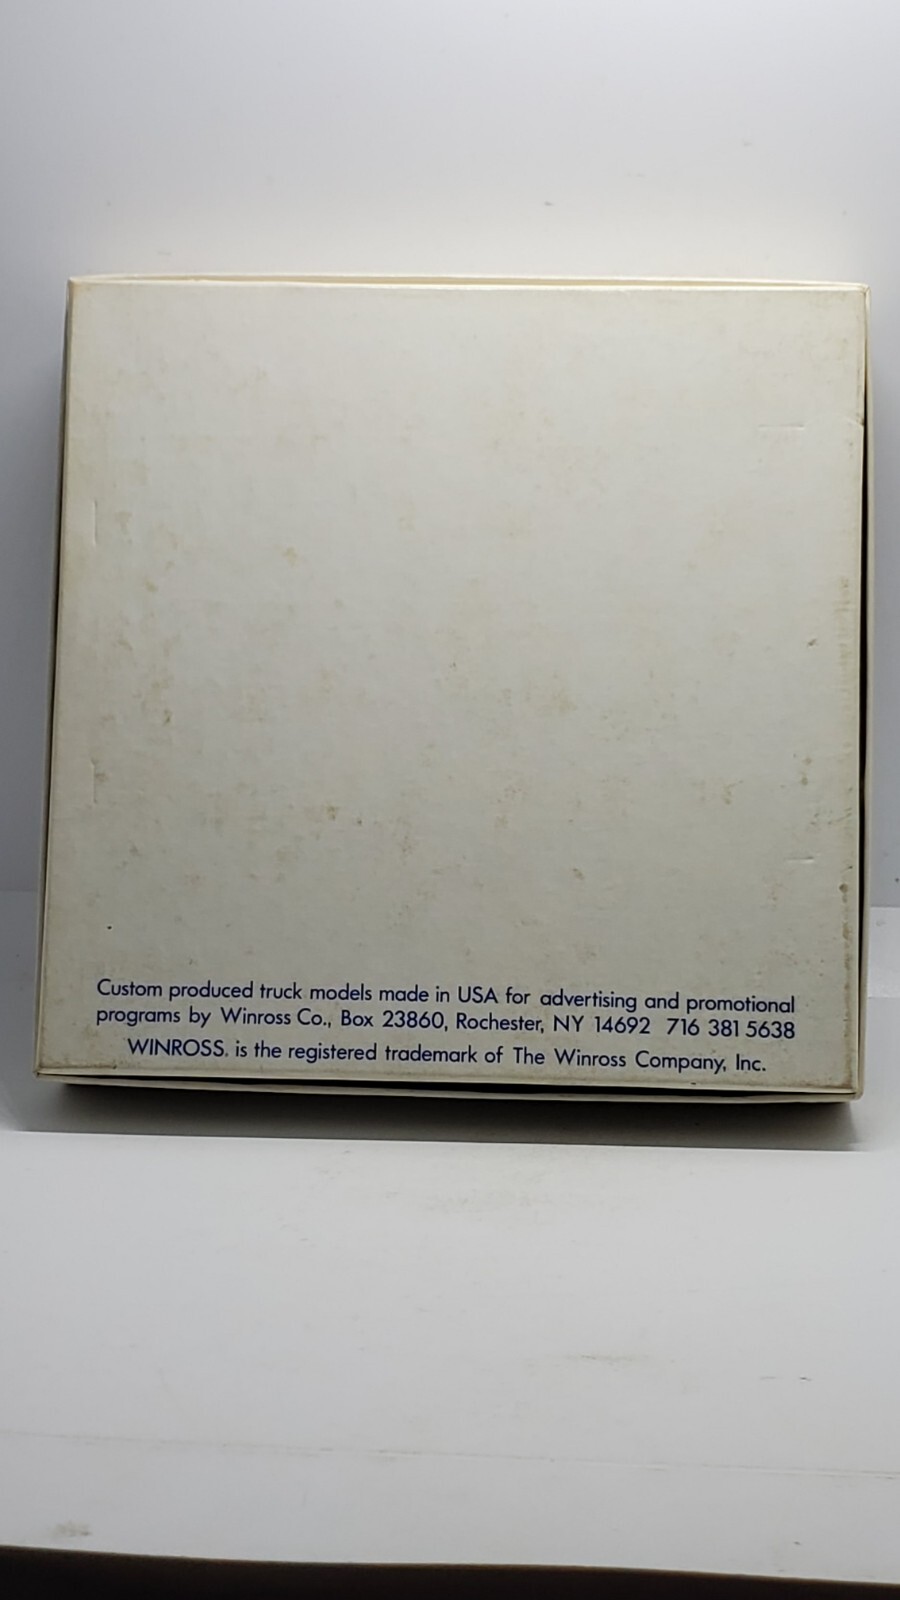 Custom produced truck models made in USA for advertising and promotional
programs by Winross Co., Box 23860, Rochester, NY 14692 716 381 5638
WINROSS. is the registered trademark of The Winross Company, Inc.